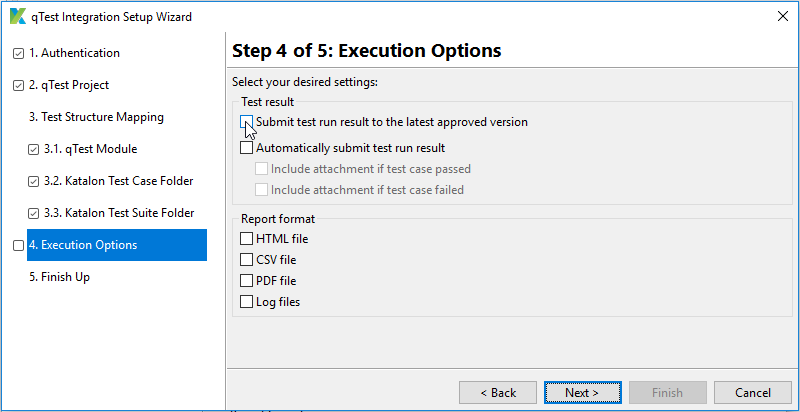 qTest Integration Setup Wizard
1. Authentication
2. qTest Project
3. Test Structure Mapping
3.1. qTest Module
3.2. Katalon Test Case Folder
3.3. Katalon Test Suite Folder
4. Execution Options
5. Finish Up
Step 4 of 5: Execution Options
Select your desired settings:
Test result
Submit test run result to the latest approved version
Automatically submit test run result
Include attachment if test case passed
Include attachment if test case failed
Report format
HTML file
CSV file
PDF file
Log files
< Back
Next >
Finish
Cancel